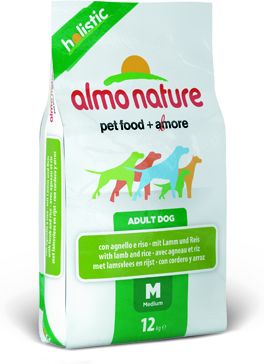 holistic
almo nature
pet food + almore
ADULT DOG
con agnello e riso - mit Lamm und Reis
with lamb and rice - avec agneau et riz
met lamsvlees en rijst - con cordero y arroz
M
Medium
12 kg e